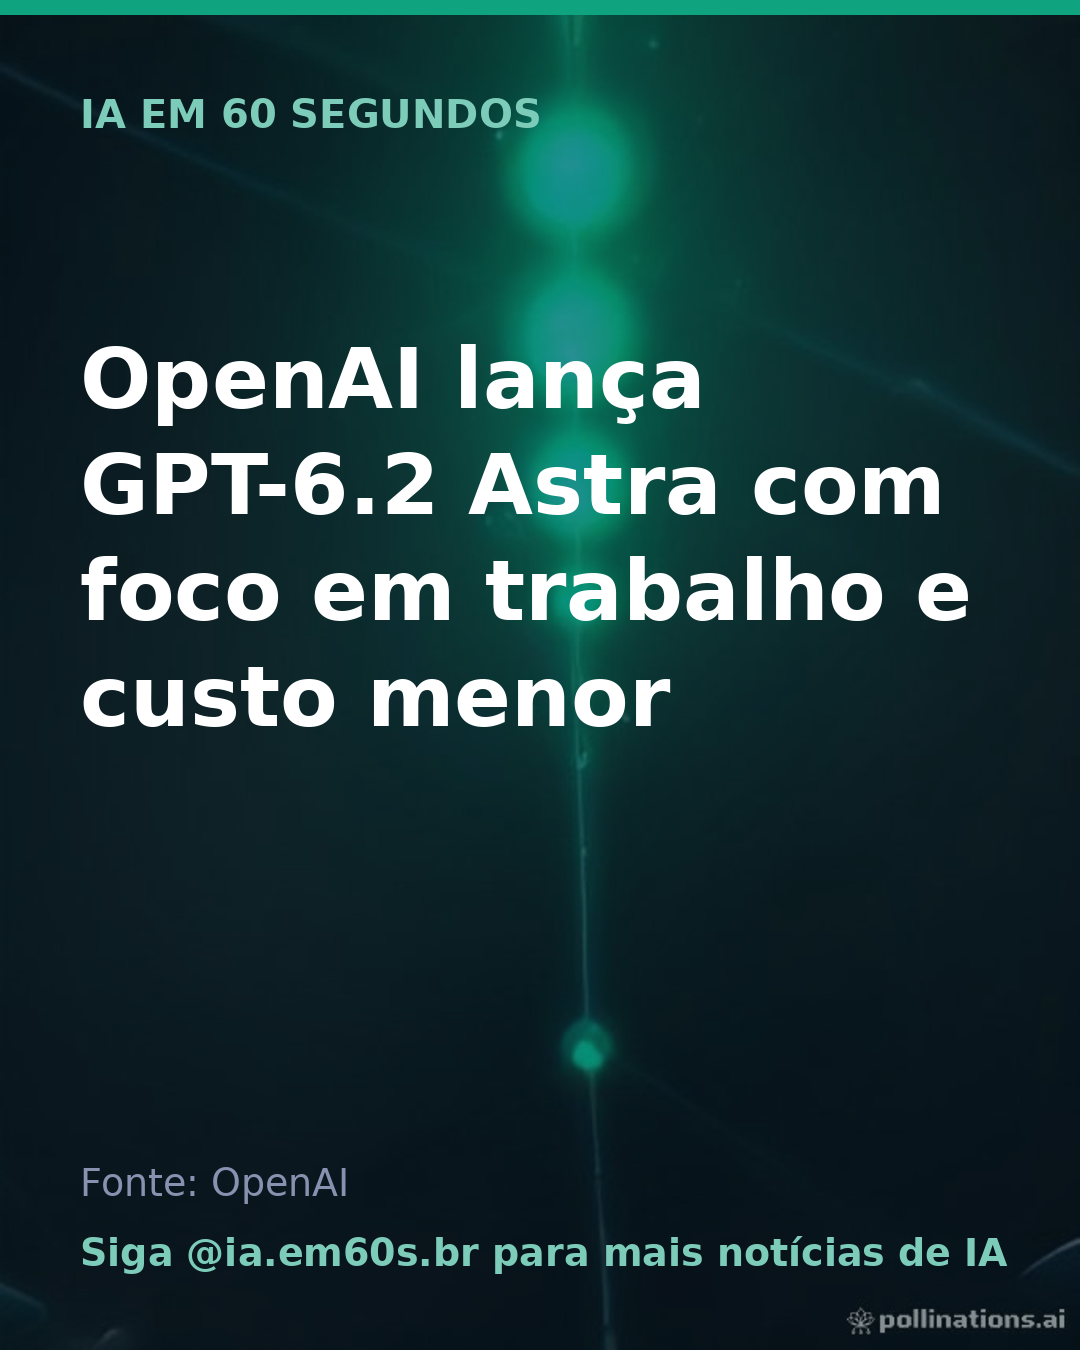 IA EM 60 SEGUNDOS
OpenAI lança
GPT-6.2 Astra com
foco em trabalho e
custo menor
Fonte: OpenAI
Siga @ia.em60s.br para mais notícias de IA
pollinations.ai